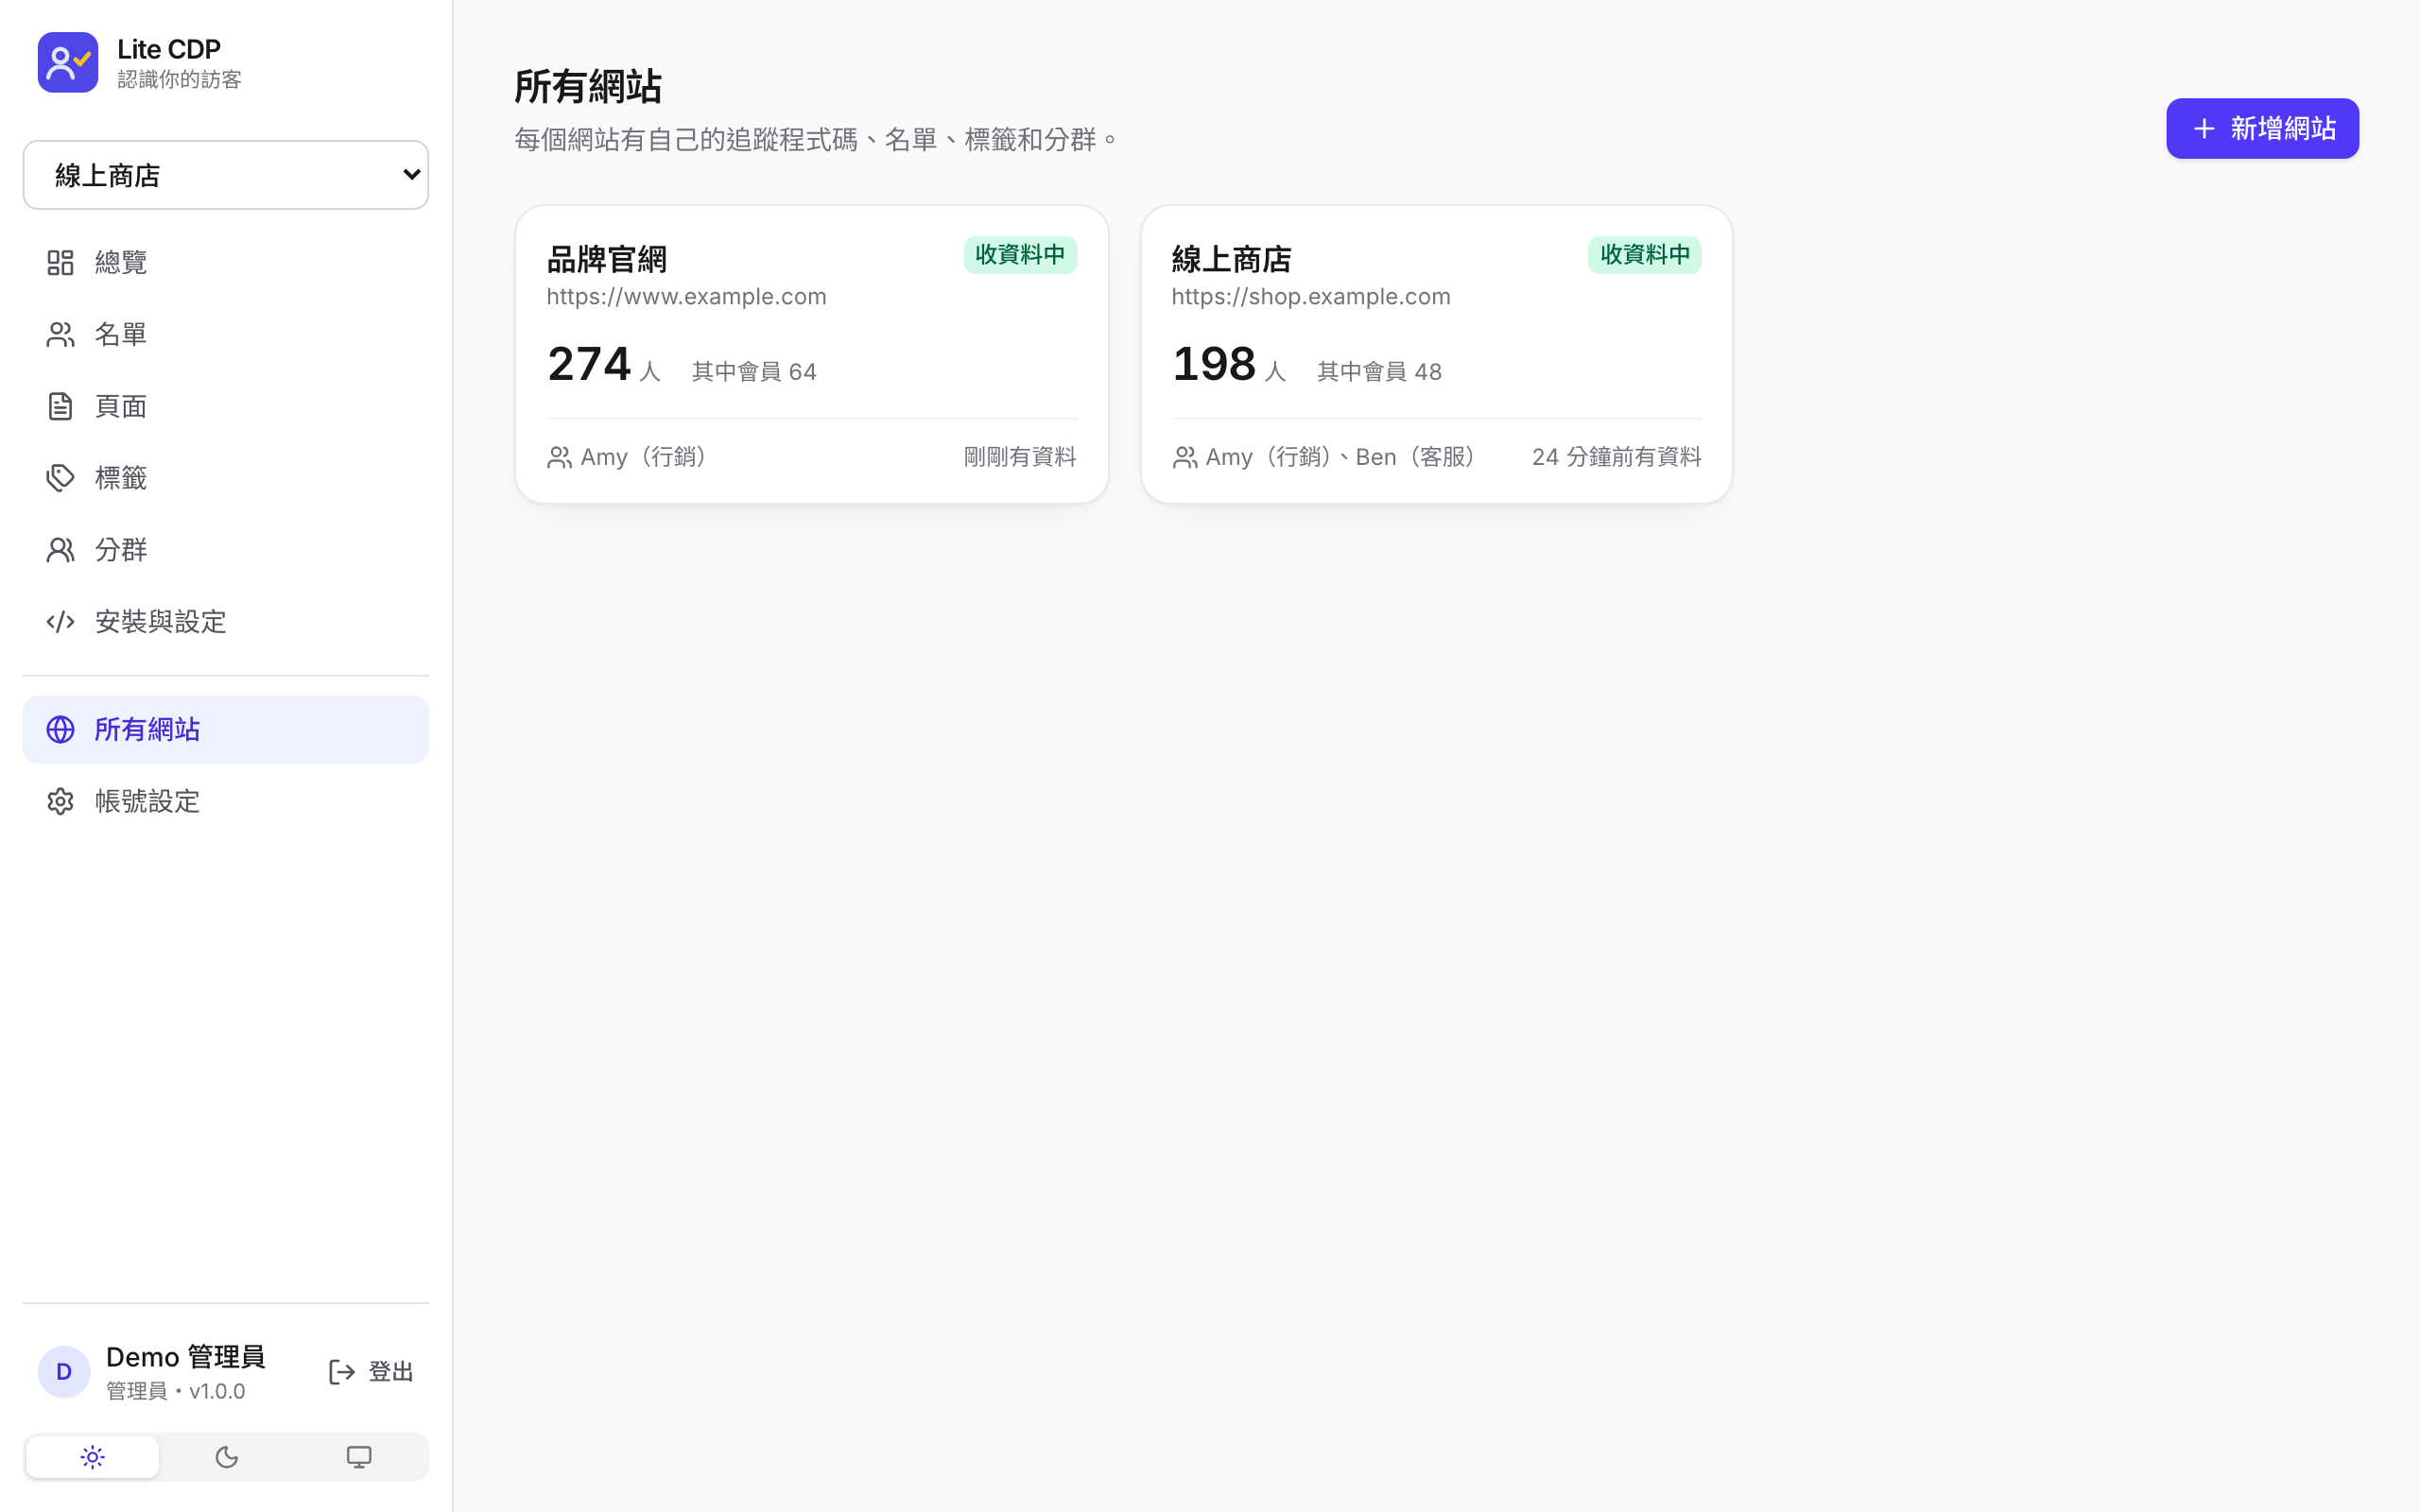 Lite CDP
認識你的訪客
線上商店
總覽
名單
頁面
標籤
分群
安裝與設定
所有網站
帳號設定
D
Demo 管理員
管理員・v1.0.0
登出
所有網站
每個網站有自己的追蹤程式碼、名單、標籤和分群。
新增網站
品牌官網
收資料中
https://www.example.com
274 人 其中會員 64
Amy（行銷） 剛剛有資料
線上商店
收資料中
https://shop.example.com
198 人 其中會員 48
Amy（行銷）、Ben（客服） 24 分鐘前有資料